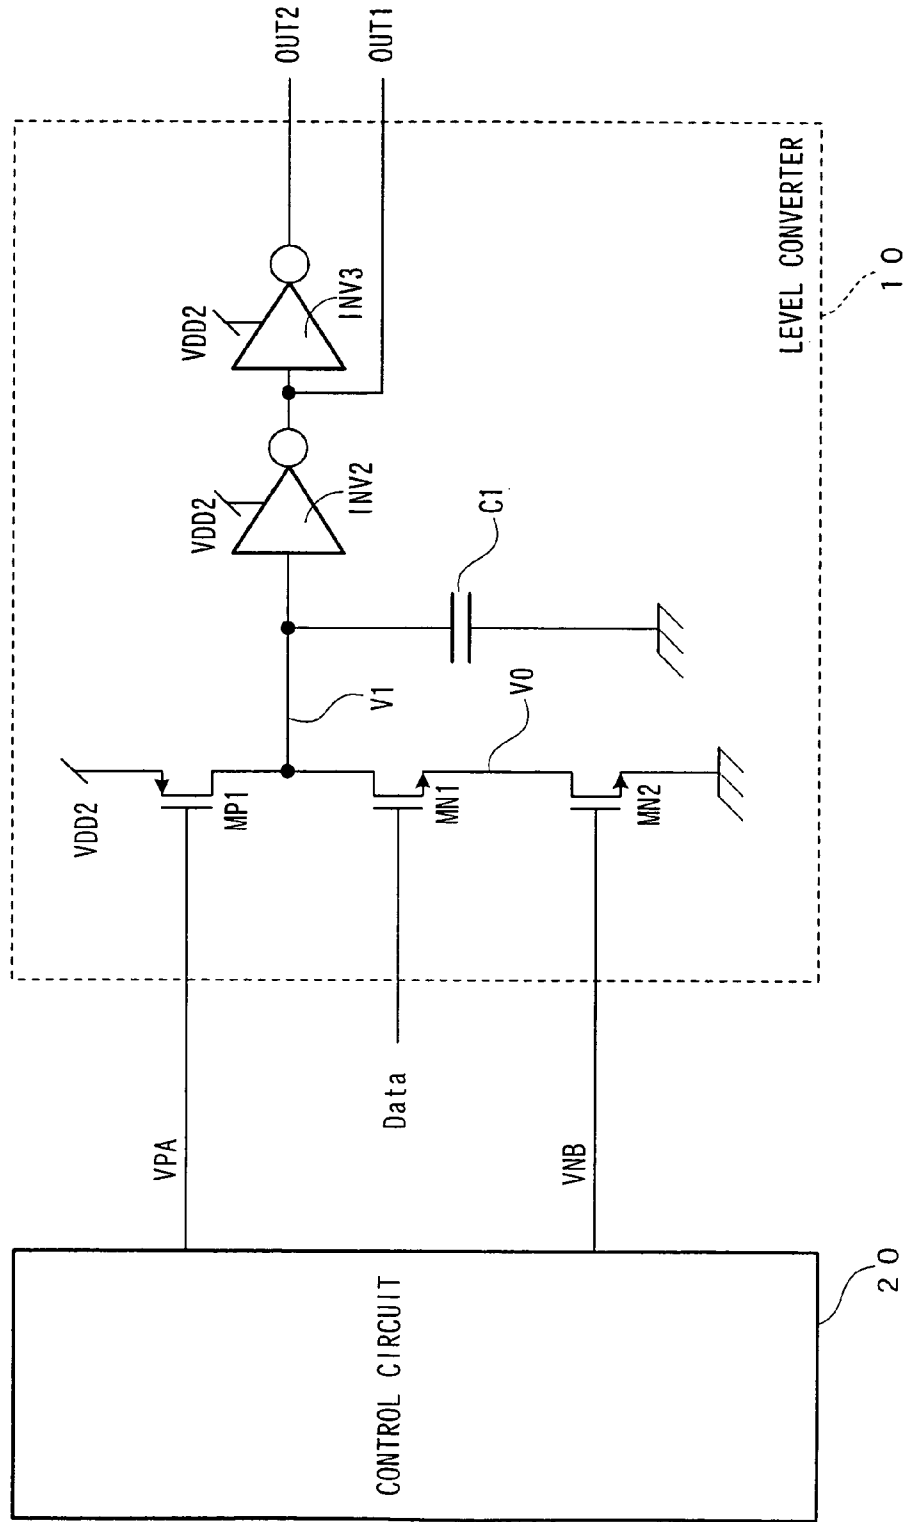 CONTROL CIRCUIT
20
VPA
Data
VNB
LEVEL CONVERTER
10
VDD2
MP1
MN1
MN2
V1
V0
C1
VDD2
INV2
VDD2
INV3
OUT2
OUT1